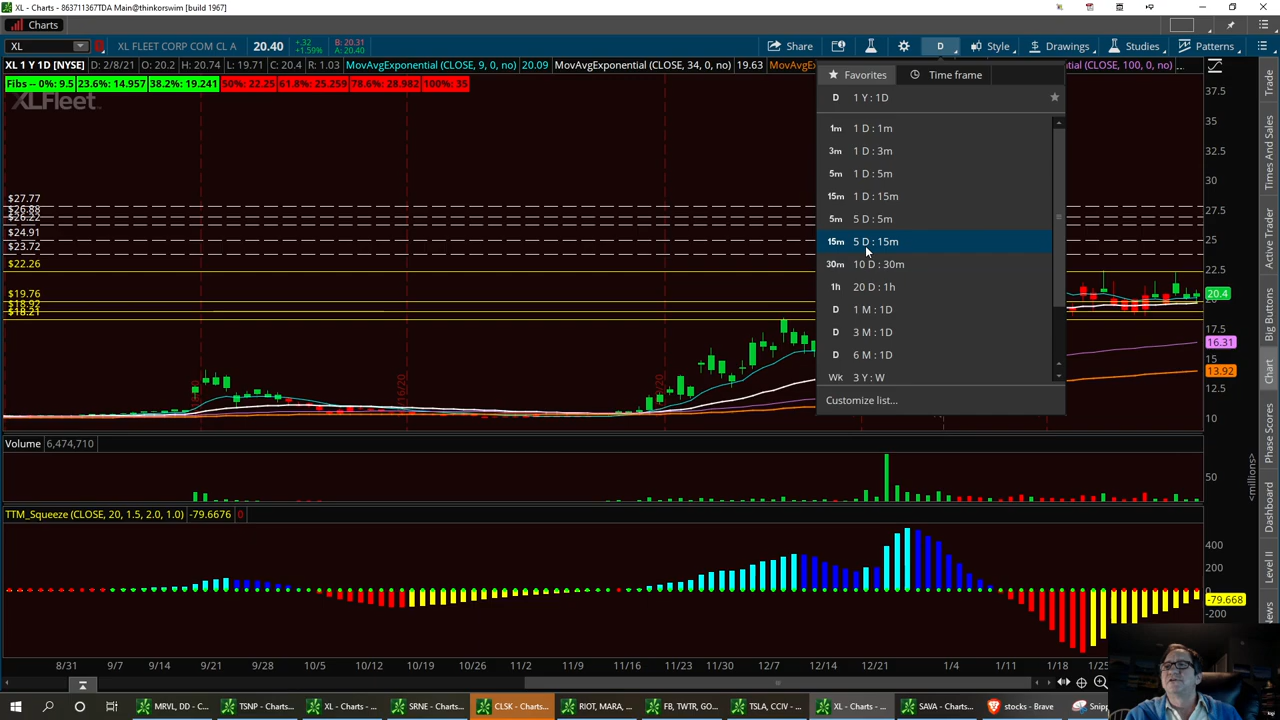 XL - Charts - 863711367TDA Main@thinkorswim [build 1967]
Charts
XL XL FLEET CORP COM CL A 20.40 +.32 +1.59% B: 20.31 A: 20.40 Share D Style Drawings Studies Patterns
XL 1 Y 1D [NYSE] D: 2/8/21 O: 20.2 H: 20.74 L: 19.71 C: 20.4 R: 1.03 MovAvgExponential (CLOSE, 9, 0, no) 20.09 MovAvgExponential (CLOSE, 34, 0, no) 19.63 MovAvgExpo
ential (CLOSE, 100, 0, no) ...
Fibs -- 0%: 9.5 23.6%: 14.957 38.2%: 19.241 50%: 22.25 61.8%: 25.259 78.6%: 28.982 100%: 35
XLFleet
Favorites Time frame
D 1 Y : 1D
1m 1 D : 1m
3m 1 D : 3m
5m 1 D : 5m
15m 1 D : 15m
5m 5 D : 5m
15m 5 D : 15m
30m 10 D : 30m
1h 20 D : 1h
D 1 M : 1D
D 3 M : 1D
D 6 M : 1D
Wk 3 Y : W
Customize list...
$27.77
$26.88
$26.22
$24.91
$23.72
$22.26
$19.76
$18.92
$18.21
37.5
35
32.5
30
27.5
25
22.5
20.4
17.5
16.31
15
13.92
12.5
10
Volume 6,474,710
50
<millions>
TTM_Squeeze (CLOSE, 20, 1.5, 2.0, 1.0) -79.6676 0
400
200
0
-79.668
-200
8/31 9/7 9/14 9/21 9/28 10/5 10/12 10/19 10/26 11/2 11/9 11/16 11/23 11/30 12/7 12/14 12/21 1/4 1/11 1/18 1/25
Trade
Times And Sales
Active Trader
Big Buttons
Chart
Phase Scores
Dashboard
Level II
News
MRVL, DD - C... TSNP - Charts... XL - Charts - ... SRNE - Charts... CLSK - Charts... RIOT, MARA, ... FB, TWTR, GO... TSLA, CCIV - ... XL - Charts - ... SAVA - Charts... stocks - Brave Snipp